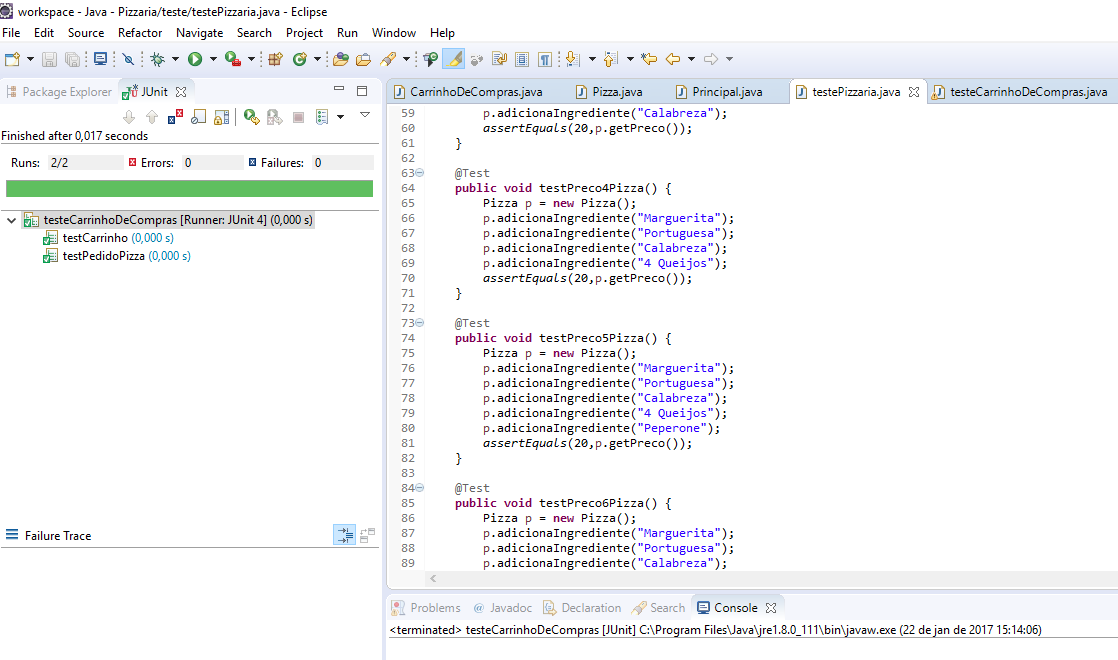 workspace - Java - Pizzaria/teste/testePizzaria.java - Eclipse
File Edit Source Refactor Navigate Search Project Run Window Help
Package Explorer JUnit
Finished after 0,017 seconds
Runs: 2/2 Errors: 0 Failures: 0
testeCarrinhoDeCompras [Runner: JUnit 4] (0,000 s)
testCarrinho (0,000 s)
testPedidoPizza (0,000 s)
Failure Trace
CarrinhoDeCompras.java Pizza.java Principal.java testePizzaria.java testeCarrinhoDeCompras.java
59 p.adicionaIngrediente("Calabreza");
60 assertEquals(20,p.getPreco());
61 }
62
63 @Test
64 public void testPreco4Pizza() {
65 Pizza p = new Pizza();
66 p.adicionaIngrediente("Marguerita");
67 p.adicionaIngrediente("Portuguesa");
68 p.adicionaIngrediente("Calabreza");
69 p.adicionaIngrediente("4 Queijos");
70 assertEquals(20,p.getPreco());
71 }
72
73 @Test
74 public void testPreco5Pizza() {
75 Pizza p = new Pizza();
76 p.adicionaIngrediente("Marguerita");
77 p.adicionaIngrediente("Portuguesa");
78 p.adicionaIngrediente("Calabreza");
79 p.adicionaIngrediente("4 Queijos");
80 p.adicionaIngrediente("Peperone");
81 assertEquals(20,p.getPreco());
82 }
83
84 @Test
85 public void testPreco6Pizza() {
86 Pizza p = new Pizza();
87 p.adicionaIngrediente("Marguerita");
88 p.adicionaIngrediente("Portuguesa");
89 p.adicionaIngrediente("Calabreza");
Problems @ Javadoc Declaration Search Console
<terminated> testeCarrinhoDeCompras [JUnit] C:\Program Files\Java\jre1.8.0_111\bin\javaw.exe (22 de jan de 2017 15:14:06)